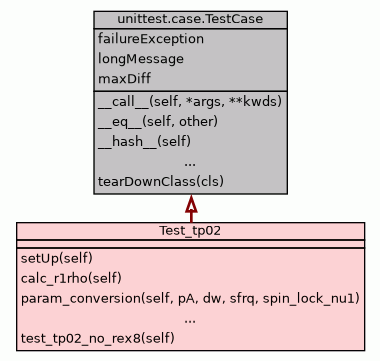 unittest.case.TestCase
failureException
longMessage
maxDiff
__call__(self, *args, **kwds)
__eq__(self, other)
__hash__(self)
...
tearDownClass(cls)
Test_tp02
setUp(self)
calc_r1rho(self)
param_conversion(self, pA, dw, sfrq, spin_lock_nu1)
...
test_tp02_no_rex8(self)